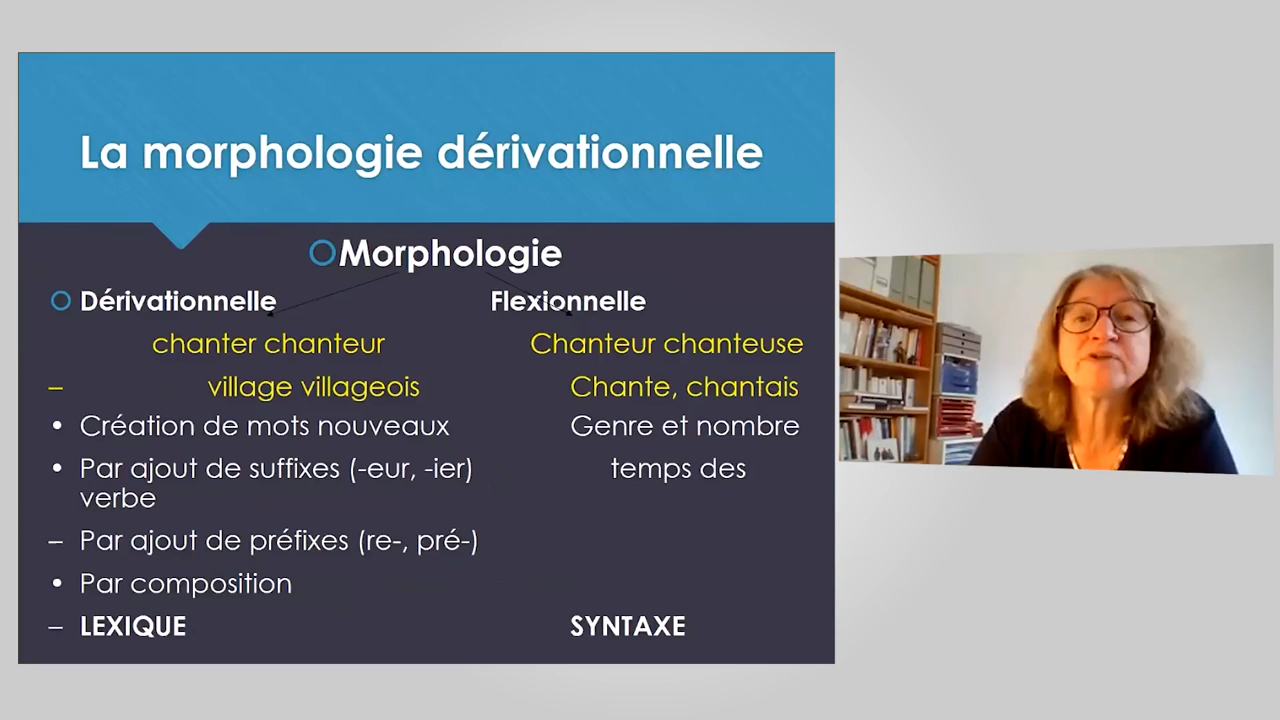 La morphologie dérivationnelle
Morphologie
Dérivationnelle Flexionnelle
chanter chanteur Chanteur chanteuse
– village villageois Chante, chantais
• Création de mots nouveaux Genre et nombre
• Par ajout de suffixes (-eur, -ier) temps des
verbe
– Par ajout de préfixes (re-, pré-)
• Par composition
– LEXIQUE SYNTAXE